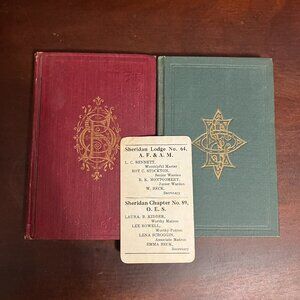 Sheridan Lodge No. 64,
A. F. & A. M.
L. C. BENNETT,
Worshipful Master
ROY C. STOCKTON,
Senior Warden
R. K. MONTGOMERY,
Junior Warden
W. BECK,
Secretary
Sheridan Chapter No. 89,
O. E. S.
LAURA B. KIDDER,
Worthy Matron
LEE ROWELL,
Worthy Patron
LENA SCROGGIN,
Associate Matron
EMMA BECK,
Secretary